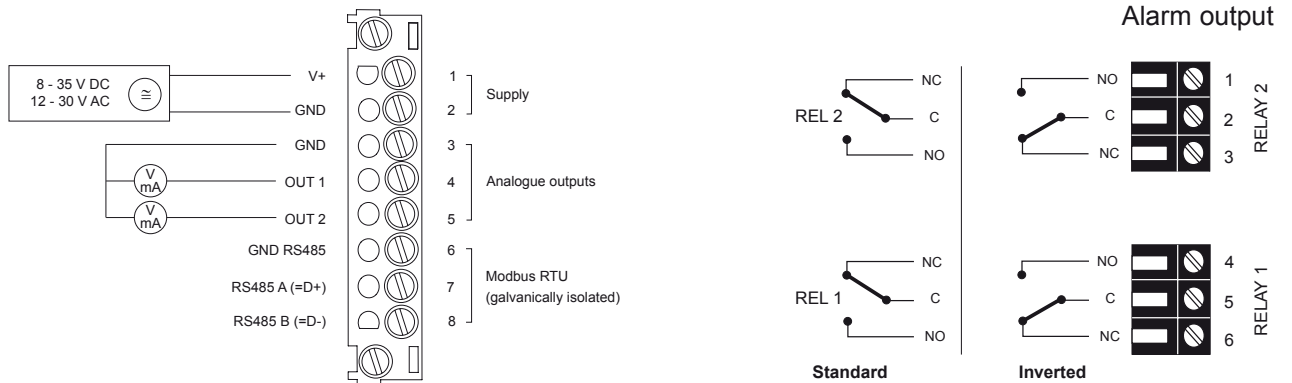 Alarm output
8 - 35 V DC
12 - 30 V AC
≅
V+
GND
GND
OUT 1
OUT 2
GND RS485
RS485 A (=D+)
RS485 B (=D-)
V
mA
V
mA
1
2
3
4
5
6
7
8
Supply
Analogue outputs
Modbus RTU
(galvanically isolated)
REL 2
NC
C
NO
NO
C
NC
1
2
3
RELAY 2
REL 1
NC
C
NO
NO
C
NC
4
5
6
RELAY 1
Standard
Inverted